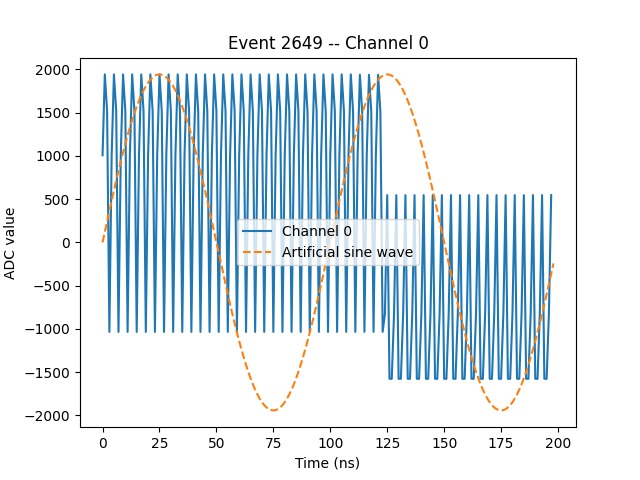 Event 2649 -- Channel 0
ADC value
2000
1500
1000
500
0
−500
−1000
−1500
−2000
Channel 0
Artificial sine wave
0 25 50 75 100 125 150 175 200
Time (ns)